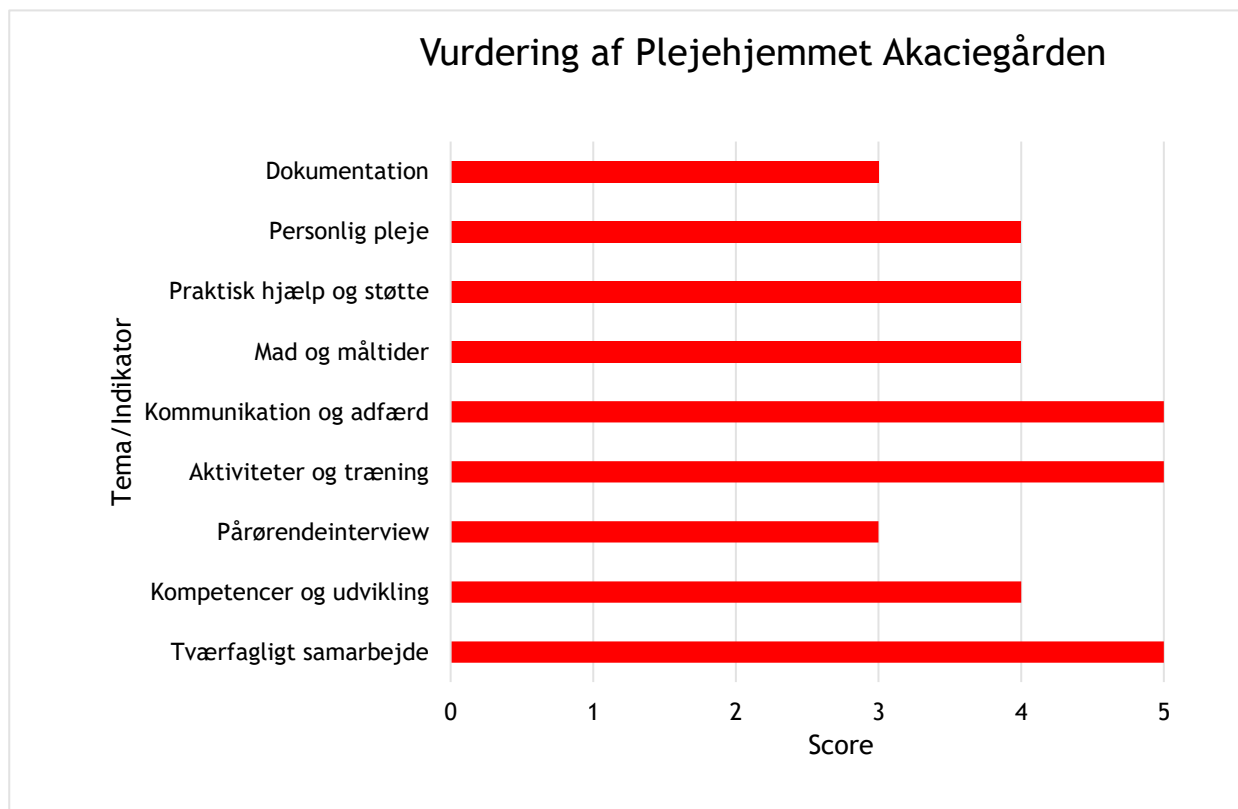 Vurdering af Plejehjemmet Akaciegården
Tema/Indikator
Dokumentation
Personlig pleje
Praktisk hjælp og støtte
Mad og måltider
Kommunikation og adfærd
Aktiviteter og træning
Pårørendeinterview
Kompetencer og udvikling
Tværfagligt samarbejde
0 1 2 3 4 5
Score